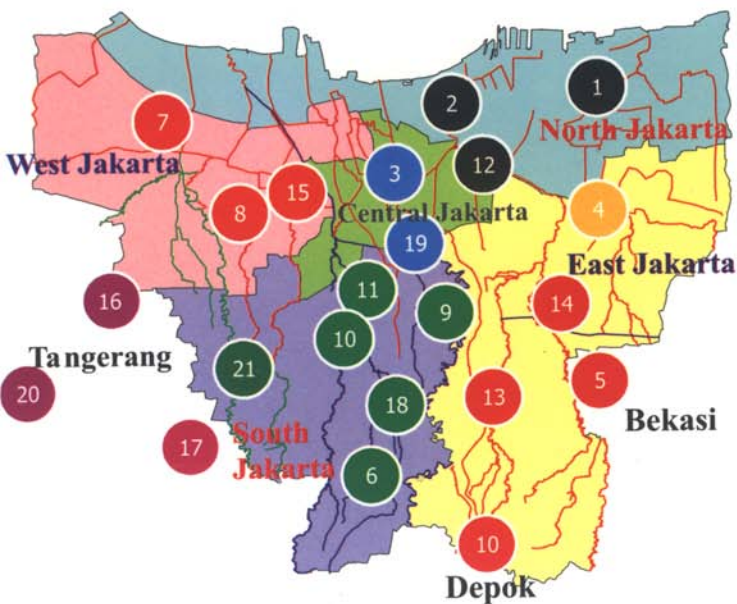 1
2
7
North Jakarta
West Jakarta
12
3
15
8
Central Jakarta
4
19
East Jakarta
11
16
14
9
10
Tangerang
21
5
20
13
18
Bekasi
17
South
Jakarta
6
10
Depok